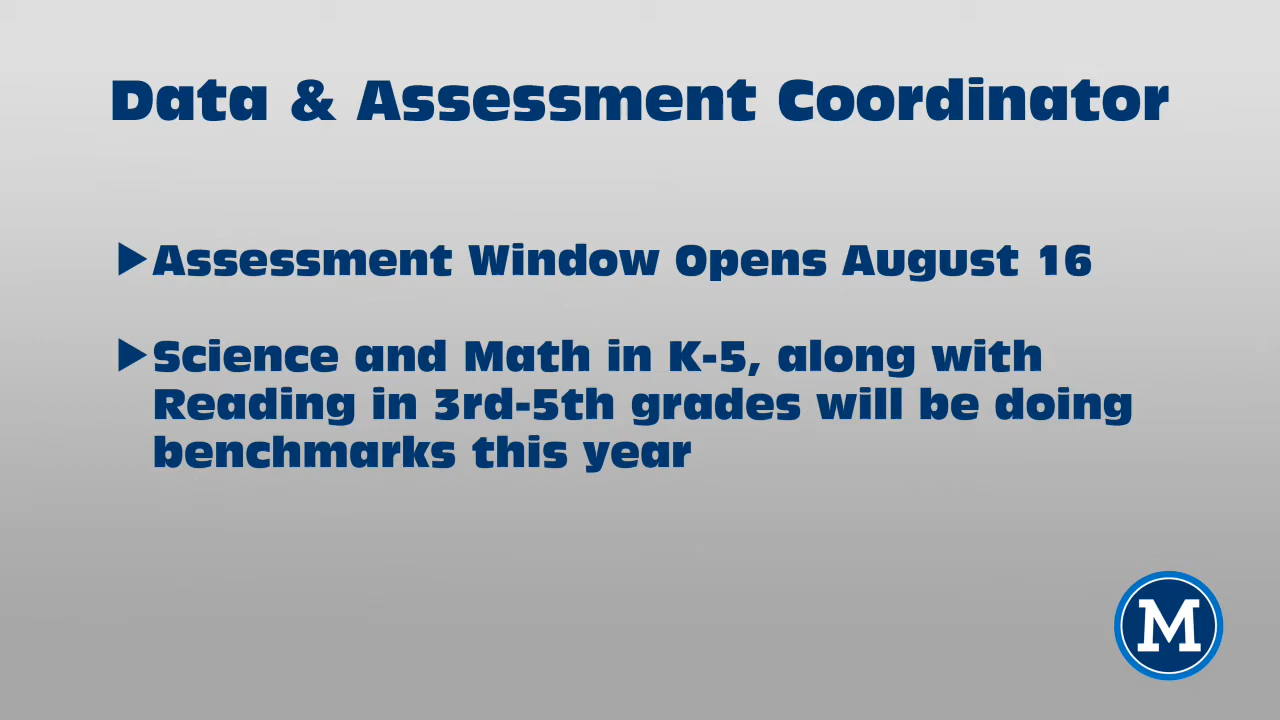 Data & Assessment Coordinator
Assessment Window Opens August 16
Science and Math in K-5, along with
Reading in 3rd-5th grades will be doing
benchmarks this year
M